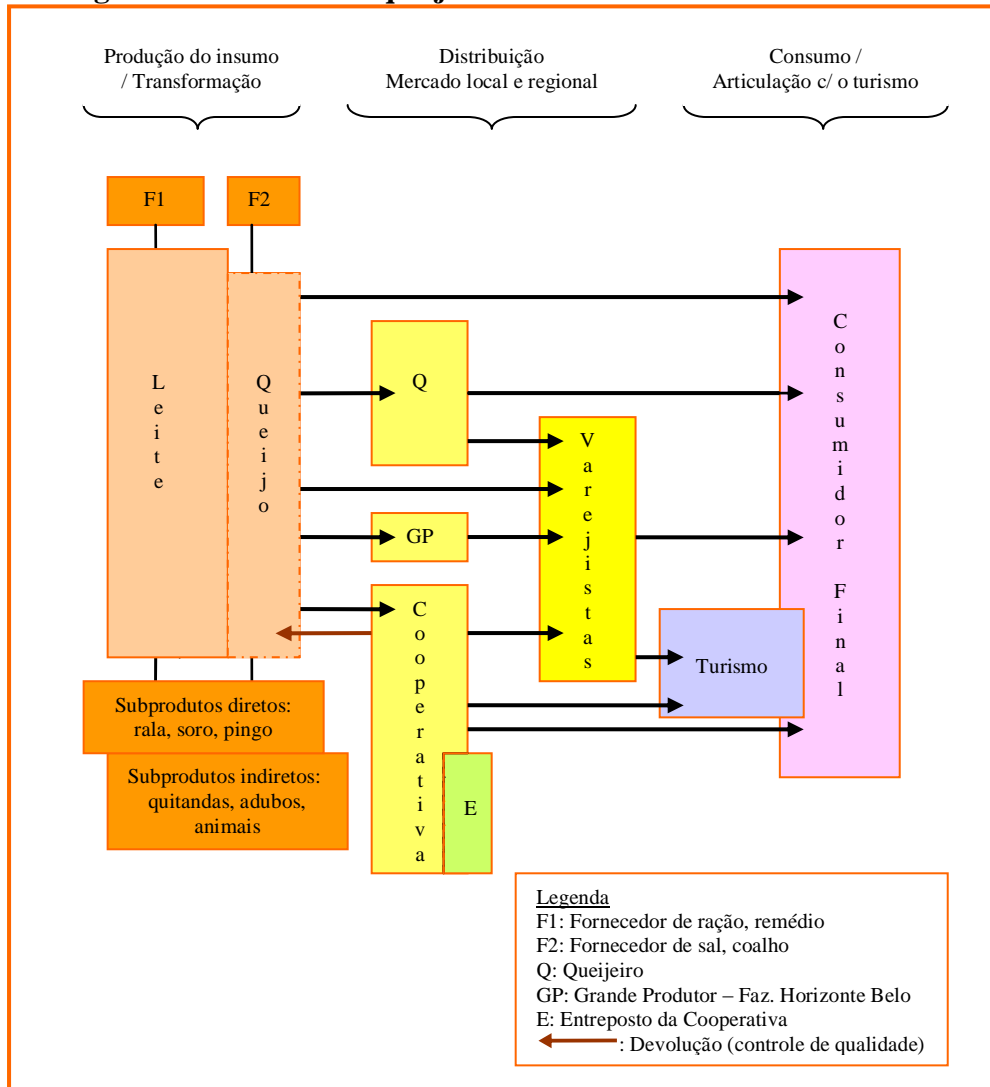 Produção do insumo
/ Transformação
Distribuição
Mercado local e regional
Consumo /
Articulação c/ o turismo
F1
F2
Leite
Queijo
Q
GP
Cooperativa
E
Varejistas
Turismo
Consumidor Final
Subprodutos diretos:
rala, soro, pingo
Subprodutos indiretos:
quitandas, adubos,
animais
Legenda
F1: Fornecedor de ração, remédio
F2: Fornecedor de sal, coalho
Q: Queijeiro
GP: Grande Produtor – Faz. Horizonte Belo
E: Entreposto da Cooperativa
: Devolução (controle de qualidade)